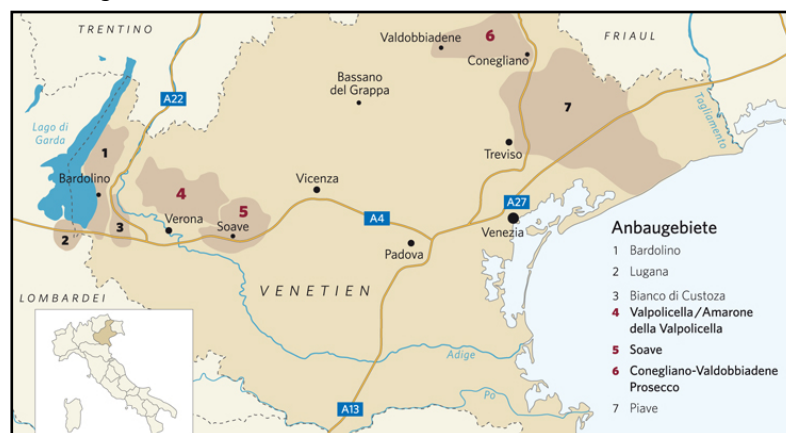 TRENTINO
Valdobbiadene
6
FRIAUL
Conegliano
A22
Bassano
del Grappa
7
Tagliamento
Lago di
Garda
1
Bardolino
Treviso
4
Vicenza
5
Verona
Soave
A4
A27
Venezia
2
3
Padova
VENETIEN
LOMBARDEI
Adige
Po
A13
Anbaugebiete
1 Bardolino
2 Lugana
3 Bianco di Custoza
4 Valpolicella/Amarone
della Valpolicella
5 Soave
6 Conegliano-Valdobbiadene
Prosecco
7 Piave